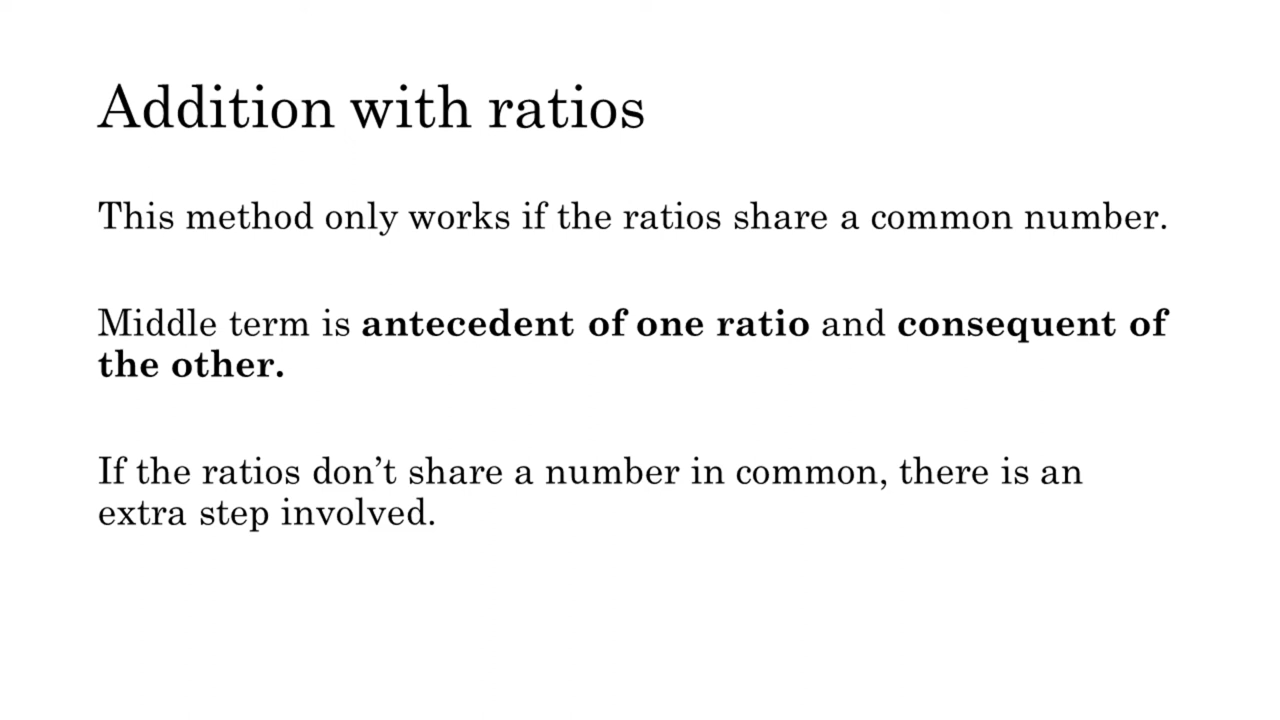 Addition with ratios
This method only works if the ratios share a common number.
Middle term is antecedent of one ratio and consequent of
the other.
If the ratios don’t share a number in common, there is an
extra step involved.